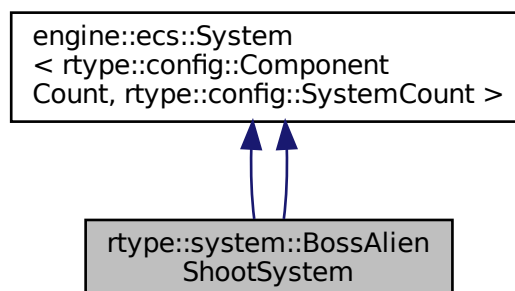 engine::ecs::System
< rtype::config::Component
Count, rtype::config::SystemCount >
rtype::system::BossAlien
ShootSystem